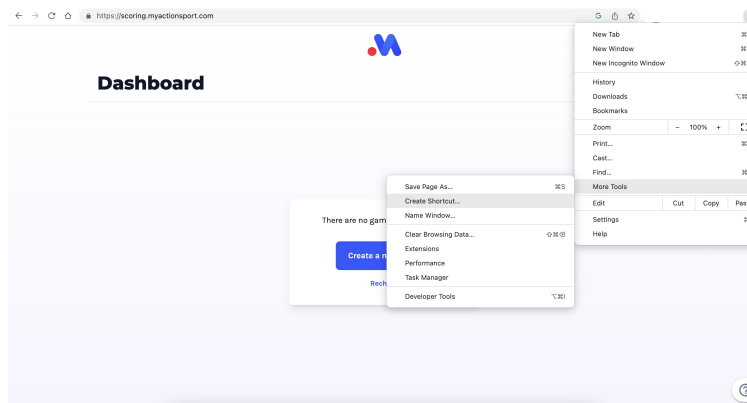 https://scoring.myactionsport.com
Dashboard
New Tab
New Window
New Incognito Window
History
Downloads
Bookmarks
Zoom - 100% +
Print...
Cast...
Find...
More Tools
Edit Cut Copy
Settings
Help
Save Page As... ⌘S
Create Shortcut...
Name Window...
Clear Browsing Data... ⇧⌘⌫
Extensions
Performance
Task Manager
Developer Tools ⌥⌘I
There are no
Create a